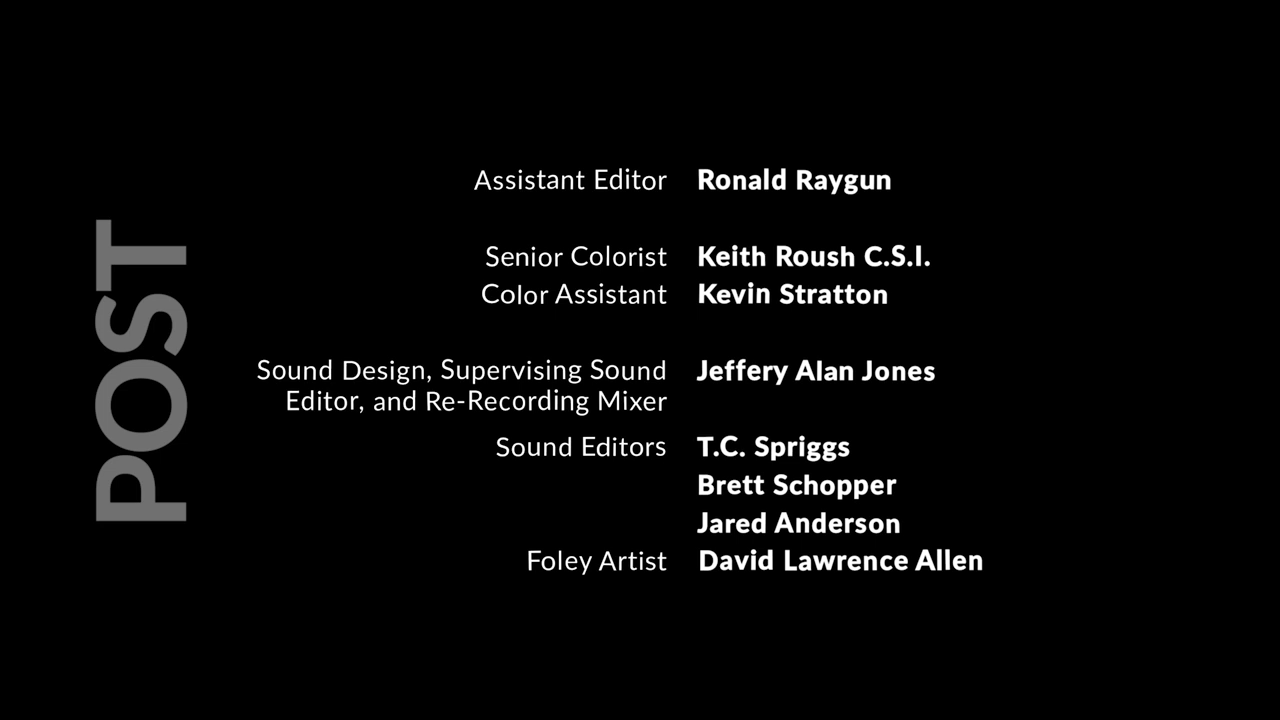 POST
Assistant Editor Ronald Raygun
Senior Colorist Keith Roush C.S.I.
Color Assistant Kevin Stratton
Sound Design, Supervising Sound Jeffery Alan Jones
Editor, and Re-Recording Mixer
Sound Editors T.C. Spriggs
Brett Schopper
Jared Anderson
Foley Artist David Lawrence Allen